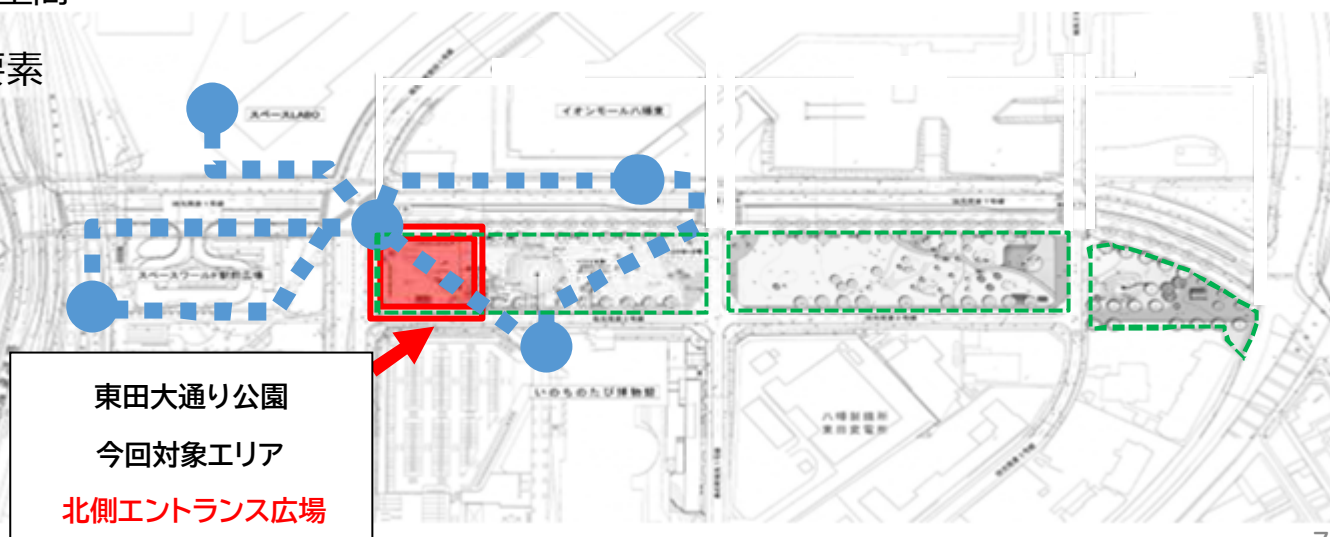 空間
要素
スペースLABO
イオンモール八幡東
スペースワールド駅前広場
いのちのたび博物館
八幡製鐵所
東田変電所
東田大通り公園
今回対象エリア
北側エントランス広場
7